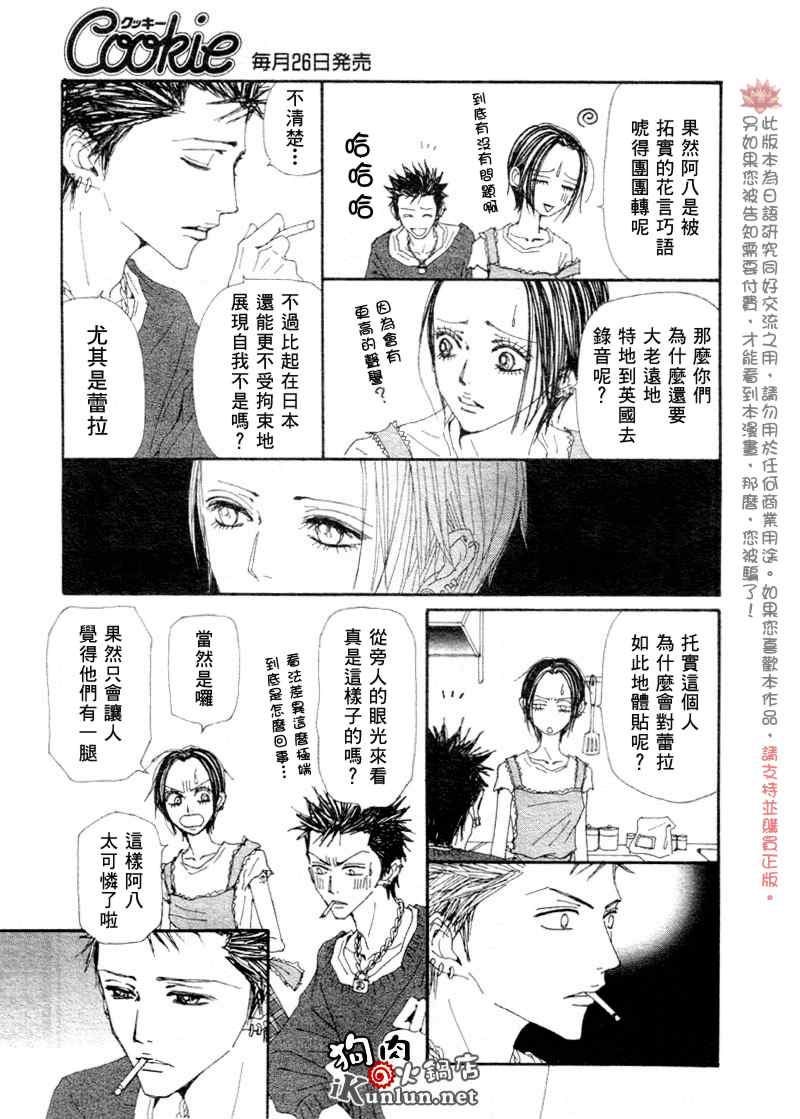 クッキー
Cookie
毎月26日発売
果然阿八是被
拓實的花言巧語
唬得團團轉呢
到底有沒有問題啊
哈
哈
哈
不清楚…
那麼你們
為什麼還要
大老遠地
特地到英國去
錄音呢？
因為會有
更高的聲譽？
不過比起在日本
還能更不受拘束地
展現自我不是嗎？
尤其是蕾拉
托實這個人
為什麼會對蕾拉
如此地體貼呢？
從旁人的眼光來看
真是這樣子的嗎？
看法差異這麼極端
到底是怎麼回事…
當然是囉
果然只會讓人
覺得他們有一腿
這樣阿八
太可憐了啦
此版本為日語研究同好交流之用，請勿用於任何商業用途。如果您喜歡本作品，請支持並購買正版。
另如果您被告知需要付費，才能看到本漫畫，那麼，您被騙了！
狗肉
火鍋店
iKunlun.net